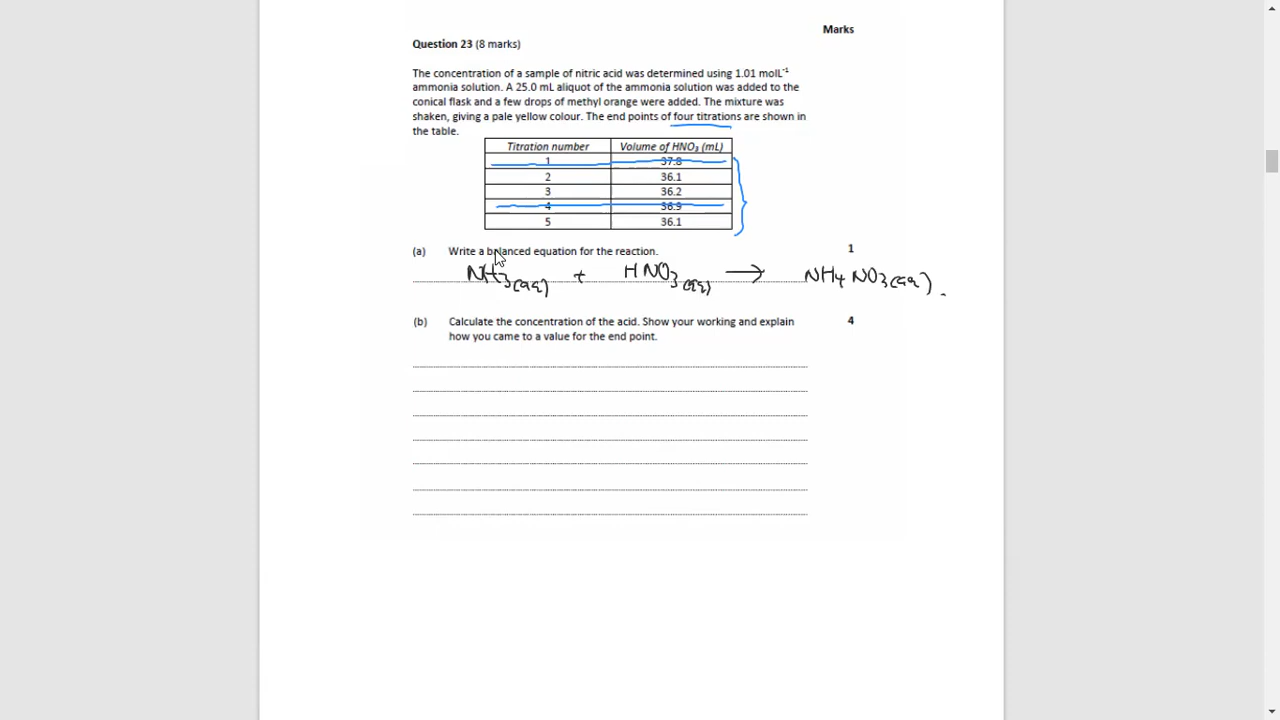 Marks
Question 23 (8 marks)
The concentration of a sample of nitric acid was determined using 1.01 molL⁻¹
ammonia solution. A 25.0 mL aliquot of the ammonia solution was added to the
conical flask and a few drops of methyl orange were added. The mixture was
shaken, giving a pale yellow colour. The end points of four titrations are shown in
the table.
Titration number Volume of HNO₃ (mL)
1 37.8
2 36.1
3 36.2
4 36.9
5 36.1
(a) Write a balanced equation for the reaction. 1
NH₃(aq) + HNO₃(aq) → NH₄NO₃(aq).
(b) Calculate the concentration of the acid. Show your working and explain 4
how you came to a value for the end point.